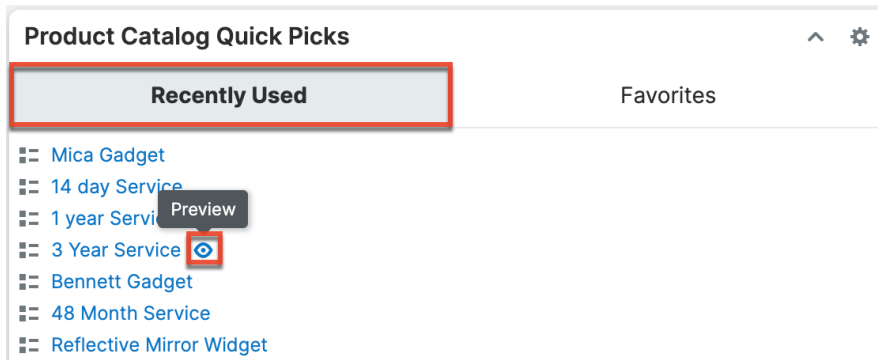 Product Catalog Quick Picks
Recently Used
Favorites
Mica Gadget
14 day Service
Preview
1 year Servi
3 Year Service
Bennett Gadget
48 Month Service
Reflective Mirror Widget